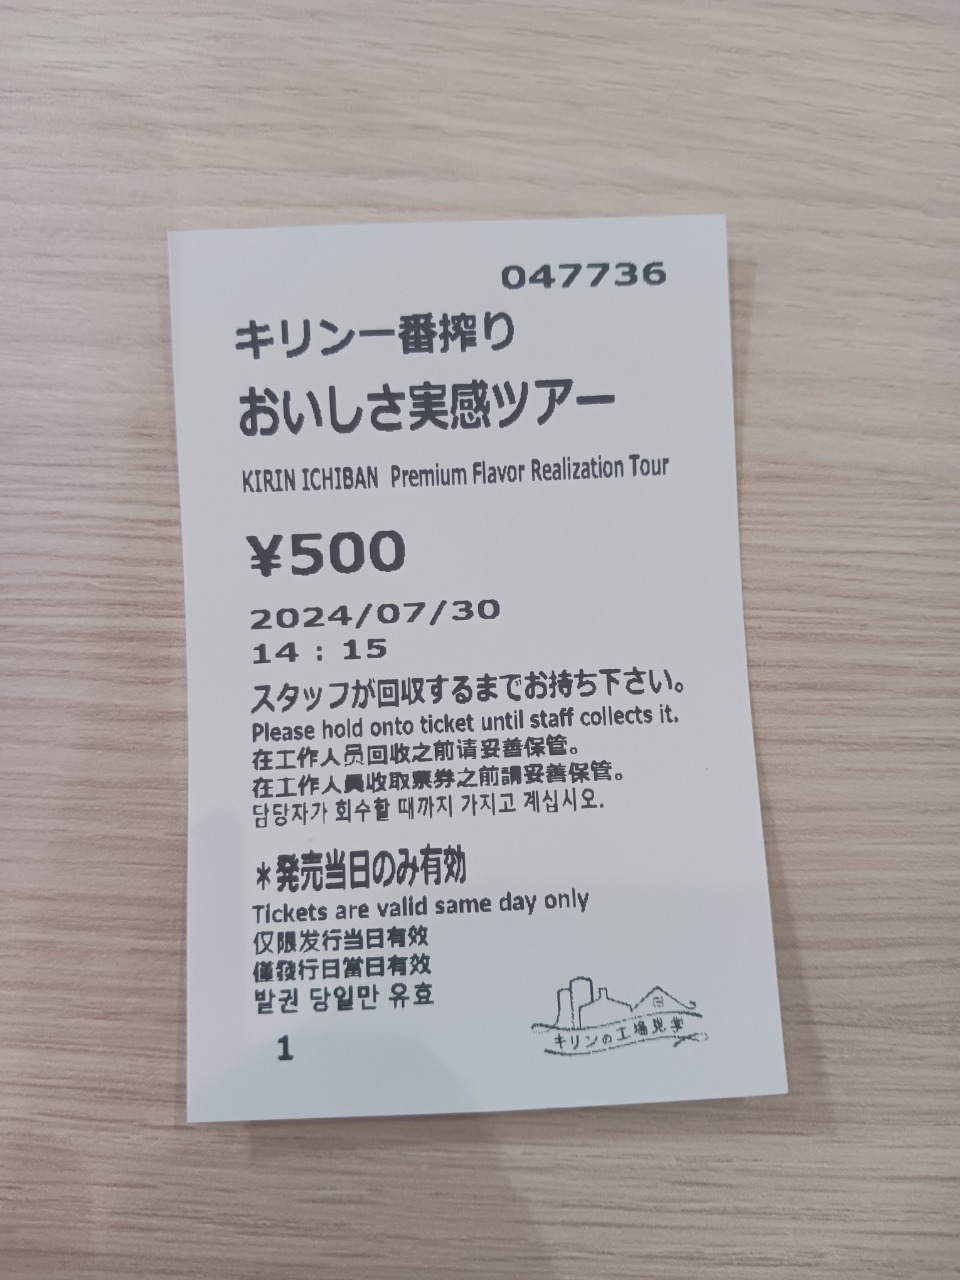 047736
キリン一番搾り
おいしさ実感ツアー
KIRIN ICHIBAN Premium Flavor Realization Tour
¥500
2024/07/30
14 : 15
スタッフが回収するまでお持ち下さい。
Please hold onto ticket until staff collects it.
在工作人员回收之前请妥善保管。
在工作人員收取票券之前請妥善保管。
담당자가 회수할 때까지 가지고 계십시오.
*発売当日のみ有効
Tickets are valid same day only
仅限发行当日有效
僅發行日當日有效
발권 당일만 유효
1
キリンの工場見学